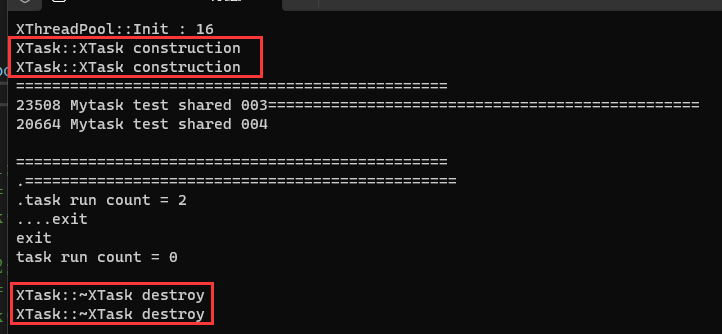 XThreadPool::Init : 16
XTask::XTask construction
XTask::XTask construction
================================================
23508 Mytask test shared 003================================================
20664 Mytask test shared 004
================================================
.================================================
.task run count = 2
....exit
exit
task run count = 0
XTask::~XTask destroy
XTask::~XTask destroy